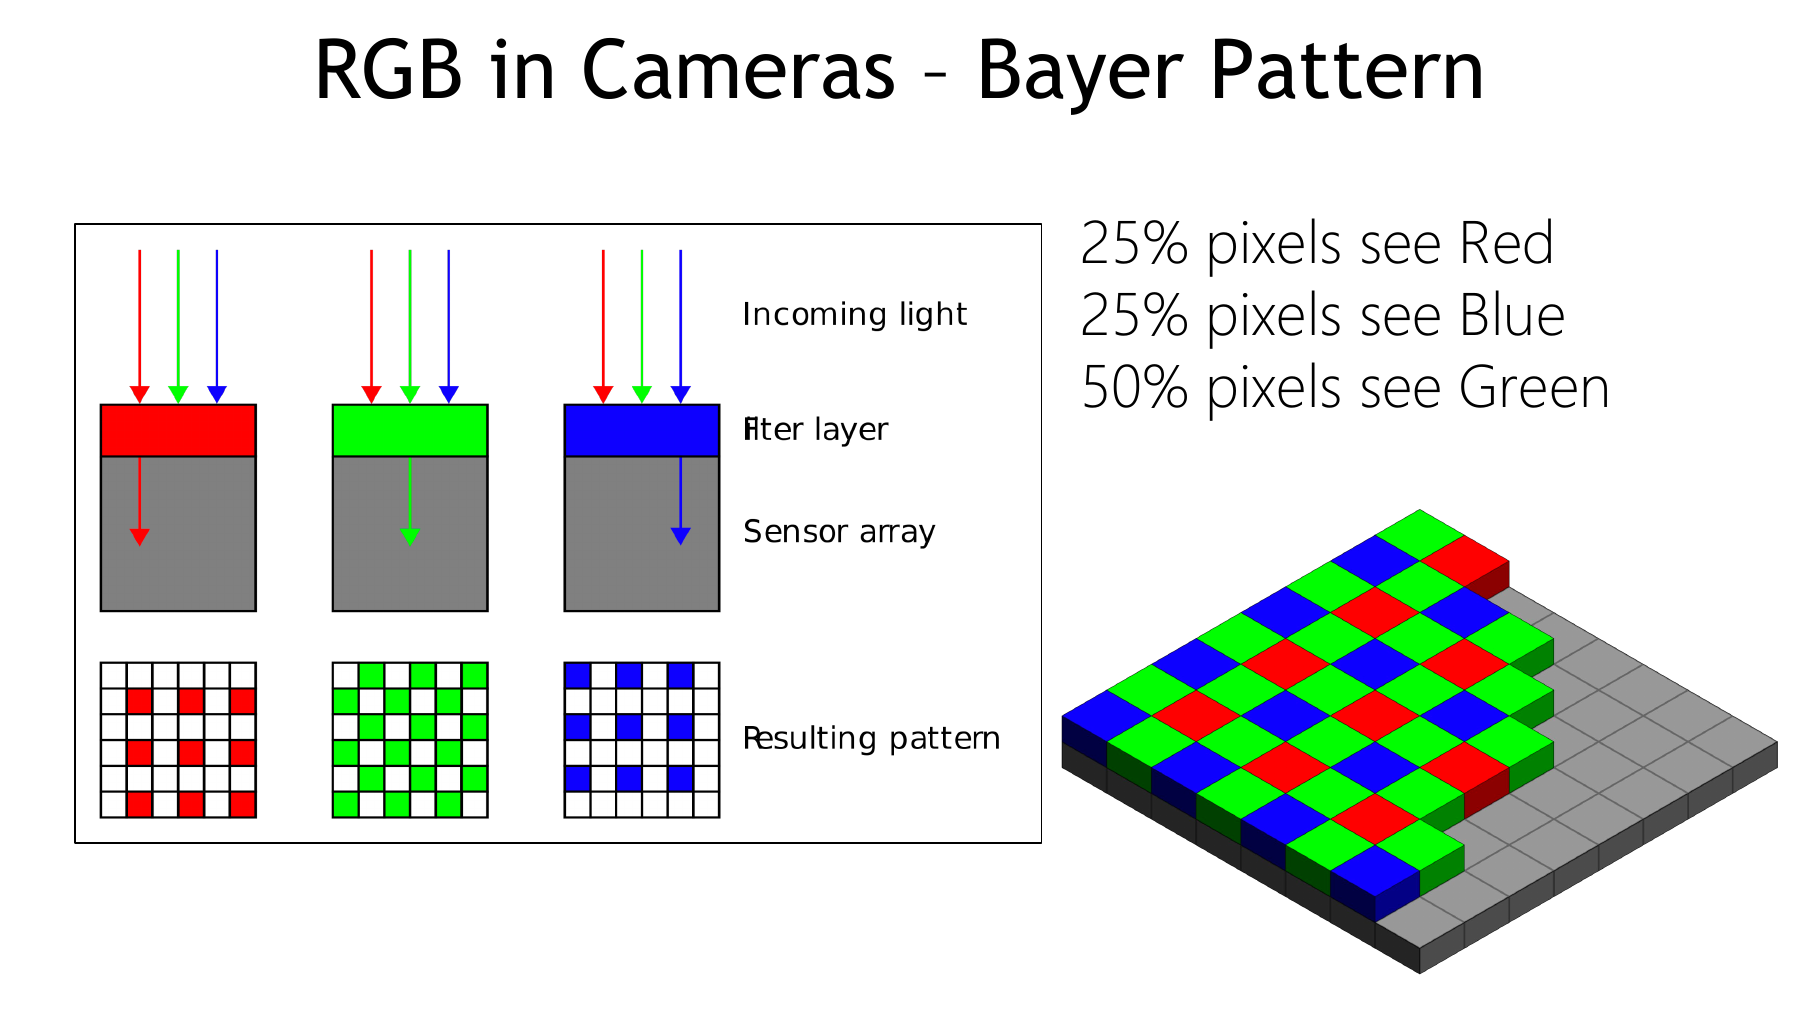 RGB in Cameras - Bayer Pattern
25% pixels see Red
25% pixels see Blue
50% pixels see Green
Incoming light
Filter layer
Sensor array
Resulting pattern